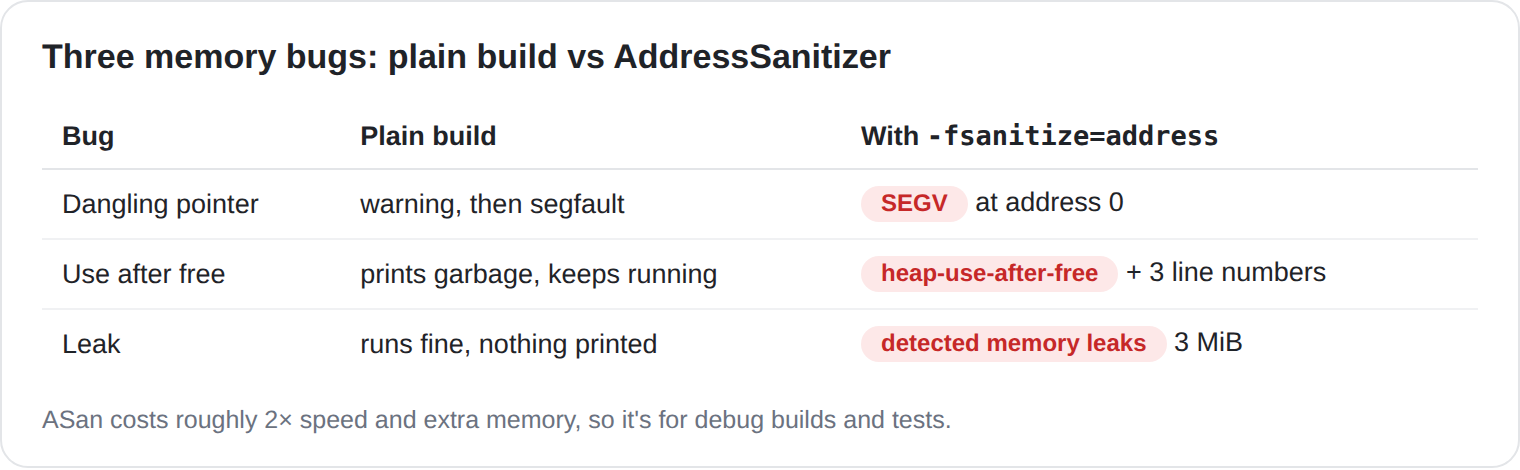 Three memory bugs: plain build vs AddressSanitizer
Bug Plain build With -fsanitize=address
Dangling pointer warning, then segfault SEGV at address 0
Use after free prints garbage, keeps running heap-use-after-free + 3 line numbers
Leak runs fine, nothing printed detected memory leaks 3 MiB
ASan costs roughly 2× speed and extra memory, so it's for debug builds and tests.